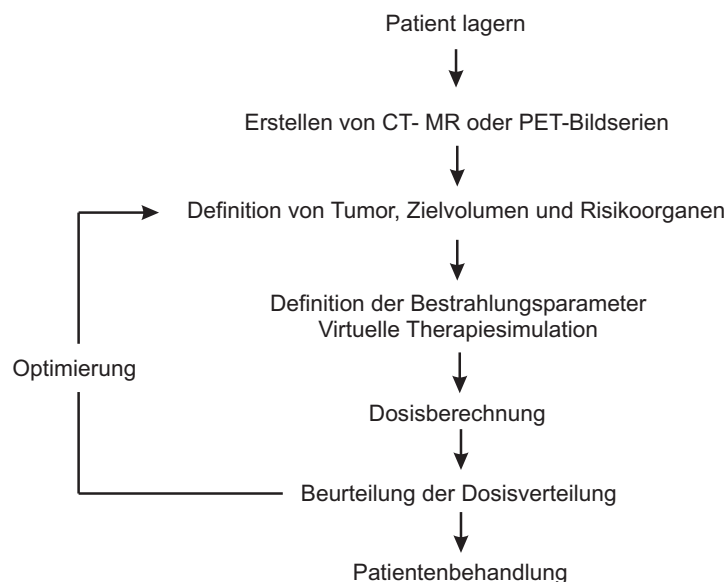 Patient lagern
Erstellen von CT- MR oder PET-Bildserien
Definition von Tumor, Zielvolumen und Risikoorganen
Definition der Bestrahlungsparameter
Virtuelle Therapiesimulation
Optimierung
Dosisberechnung
Beurteilung der Dosisverteilung
Patientenbehandlung